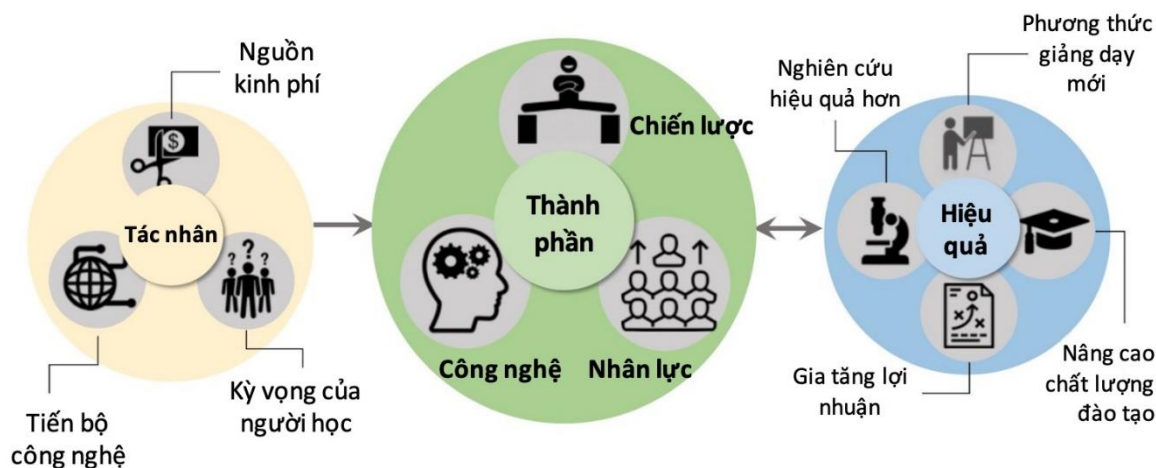 Nguồn
kinh phí
$
Tác nhân
? ? ?
Tiến bộ
công nghệ
Kỳ vọng của
người học
Chiến lược
Thành
phần
Công nghệ
Nhân lực
Phương thức
giảng dạy
mới
Nghiên cứu
hiệu quả hơn
Hiệu
quả
Gia tăng lợi
nhuận
Nâng cao
chất lượng
đào tạo